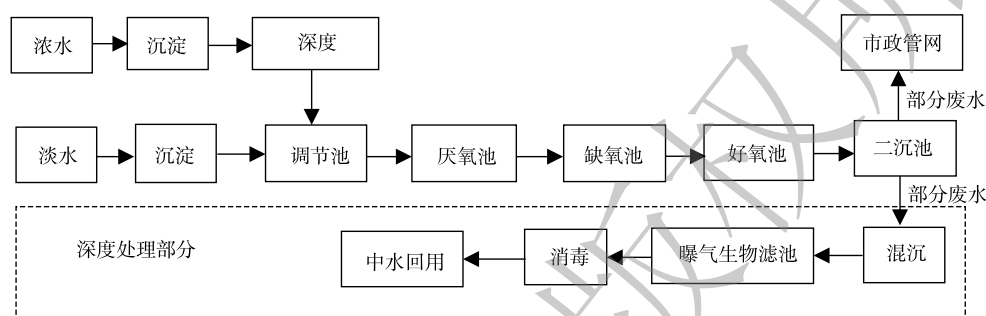 浓水
沉淀
深度
市政管网
部分废水
淡水
沉淀
调节池
厌氧池
缺氧池
好氧池
二沉池
部分废水
深度处理部分
中水回用
消毒
曝气生物滤池
混沉
版权